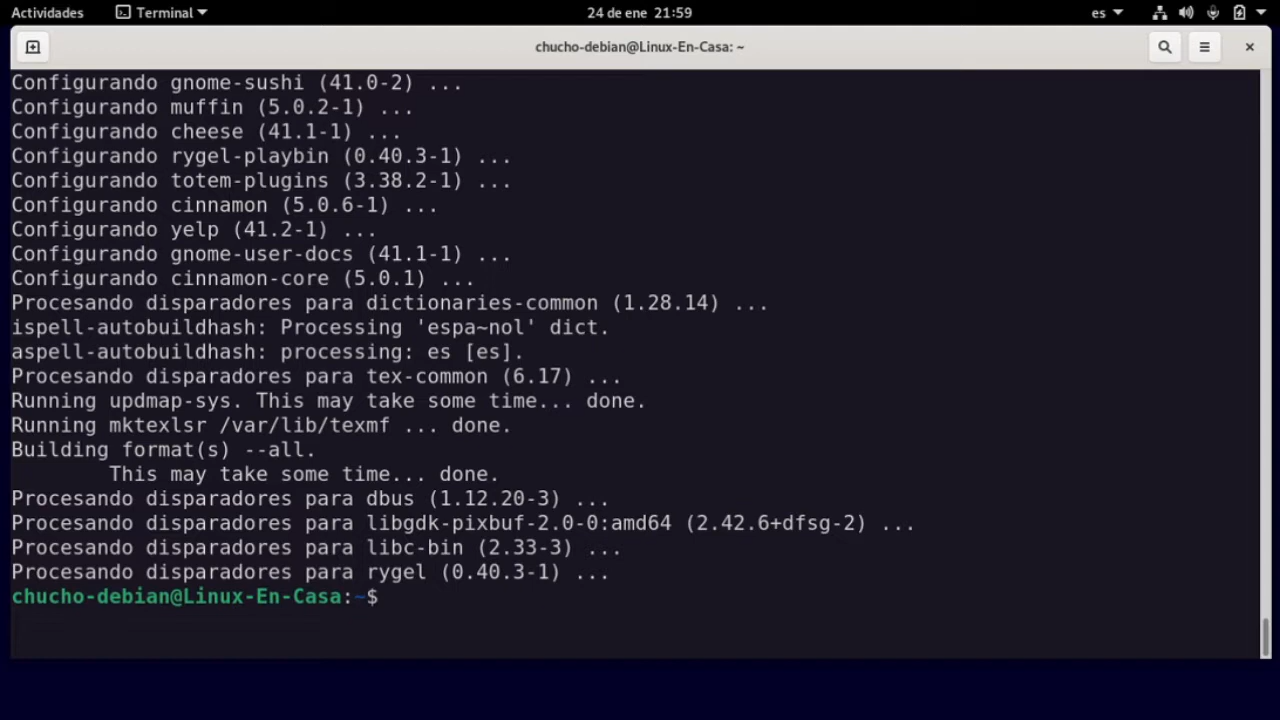 Actividades Terminal 24 de ene 21:59 es
chucho-debian@Linux-En-Casa: ~
Configurando gnome-sushi (41.0-2) ...
Configurando muffin (5.0.2-1) ...
Configurando cheese (41.1-1) ...
Configurando rygel-playbin (0.40.3-1) ...
Configurando totem-plugins (3.38.2-1) ...
Configurando cinnamon (5.0.6-1) ...
Configurando yelp (41.2-1) ...
Configurando gnome-user-docs (41.1-1) ...
Configurando cinnamon-core (5.0.1) ...
Procesando disparadores para dictionaries-common (1.28.14) ...
ispell-autobuildhash: Processing 'espa~nol' dict.
aspell-autobuildhash: processing: es [es].
Procesando disparadores para tex-common (6.17) ...
Running updmap-sys. This may take some time... done.
Running mktexlsr /var/lib/texmf ... done.
Building format(s) --all.
This may take some time... done.
Procesando disparadores para dbus (1.12.20-3) ...
Procesando disparadores para libgdk-pixbuf-2.0-0:amd64 (2.42.6+dfsg-2) ...
Procesando disparadores para libc-bin (2.33-3) ...
Procesando disparadores para rygel (0.40.3-1) ...
chucho-debian@Linux-En-Casa:~$